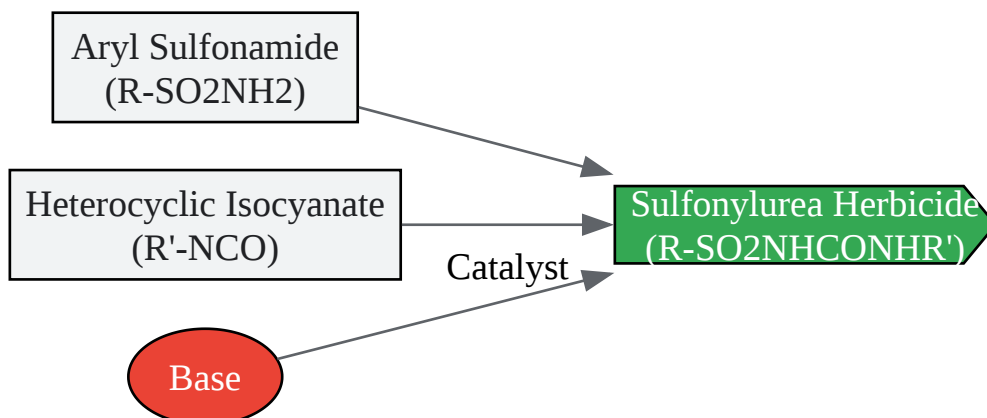 Aryl Sulfonamide
(R-SO2NH2)
Heterocyclic Isocyanate
(R'-NCO)
Sulfonylurea Herbicide
(R-SO2NHCONHR')
Catalyst
Base